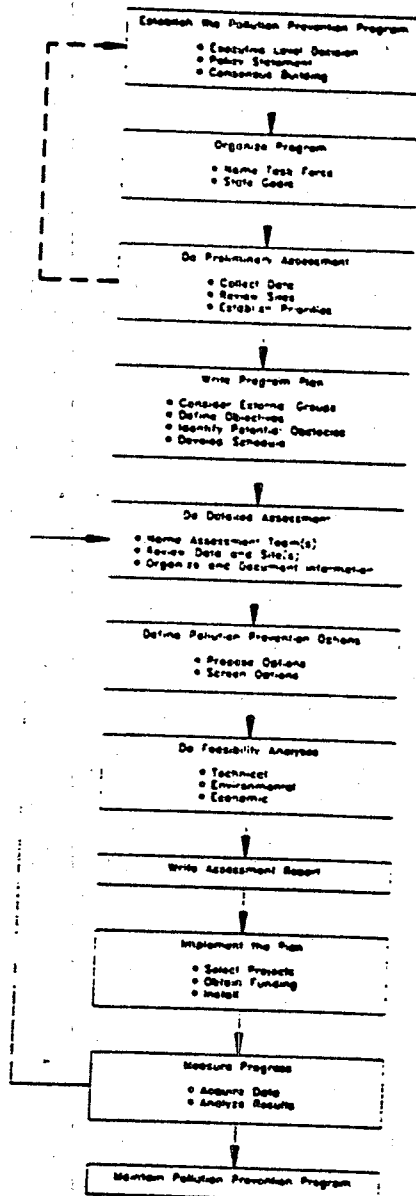 Establish the Pollution Prevention Program
• Executive Level Decision
• Policy Statement
• Consensus Building
Organize Program
• Name Task Force
• State Goals
Do Preliminary Assessment
• Collect Data
• Review Sites
• Establish Priorities
Write Program Plan
• Consider External Groups
• Define Objectives
• Identify Potential Obstacles
• Develop Schedule
Do Detailed Assessment
• Name Assessment Team(s)
• Review Data and Site(s)
• Organize and Document Information
Define Pollution Prevention Options
• Propose Options
• Screen Options
Do Feasibility Analyses
• Technical
• Environmental
• Economic
Write Assessment Report
Implement the Plan
• Select Projects
• Obtain Funding
• Install
Measure Progress
• Acquire Data
• Analyze Results
Maintain Pollution Prevention Program